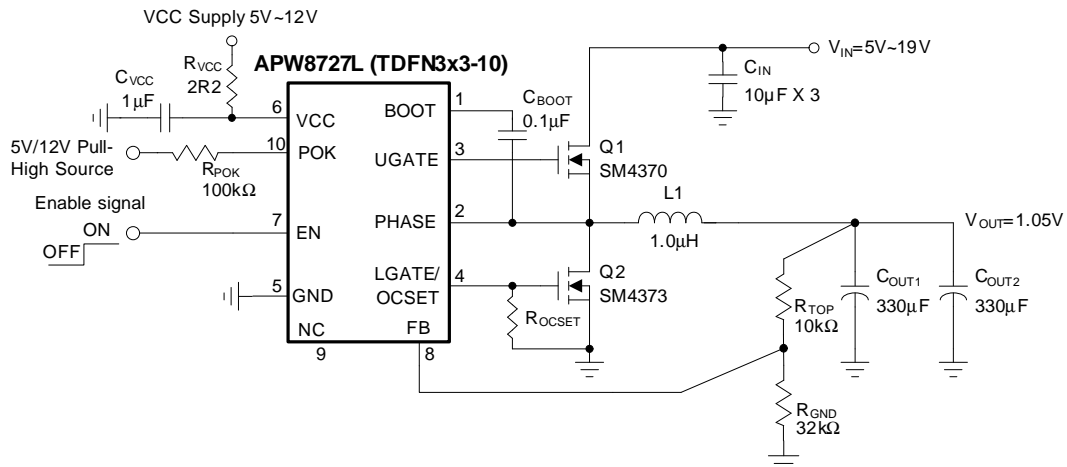 VCC Supply 5V~12V
RVCC
2R2
APW8727L (TDFN3x3-10)
CVCC
1µF
6
VCC
5V/12V Pull-
High Source
10
POK
RPOK
100kΩ
Enable signal
ON
OFF
7
EN
5
GND
NC
9
BOOT
1
UGATE
3
PHASE
2
LGATE/
OCSET
4
FB
8
CBOOT
0.1µF
VIN=5V~19V
CIN
10µF X 3
Q1
SM4370
L1
1.0µH
VOUT=1.05V
Q2
SM4373
ROCSET
RTOP
10kΩ
COUT1
330µF
COUT2
330µF
RGND
32kΩ